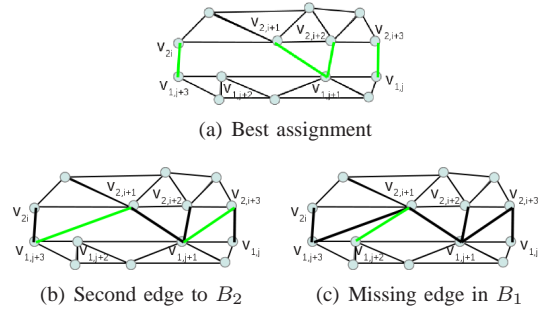 V2,i+1
V2,i+2
V2,i+3
V2i
V1,j+3
V1,j+2
V1,j+1
V1,j
(a) Best assignment
V2,i+1
V2,i+2
V2,i+3
V2i
V1,j+3
V1,j+2
V1,j+1
V1,j
V2,i+1
V2,i+2
V2,i+3
V2i
V1,j+3
V1,j+2
V1,j+1
V1,j
(b) Second edge to B2
(c) Missing edge in B1